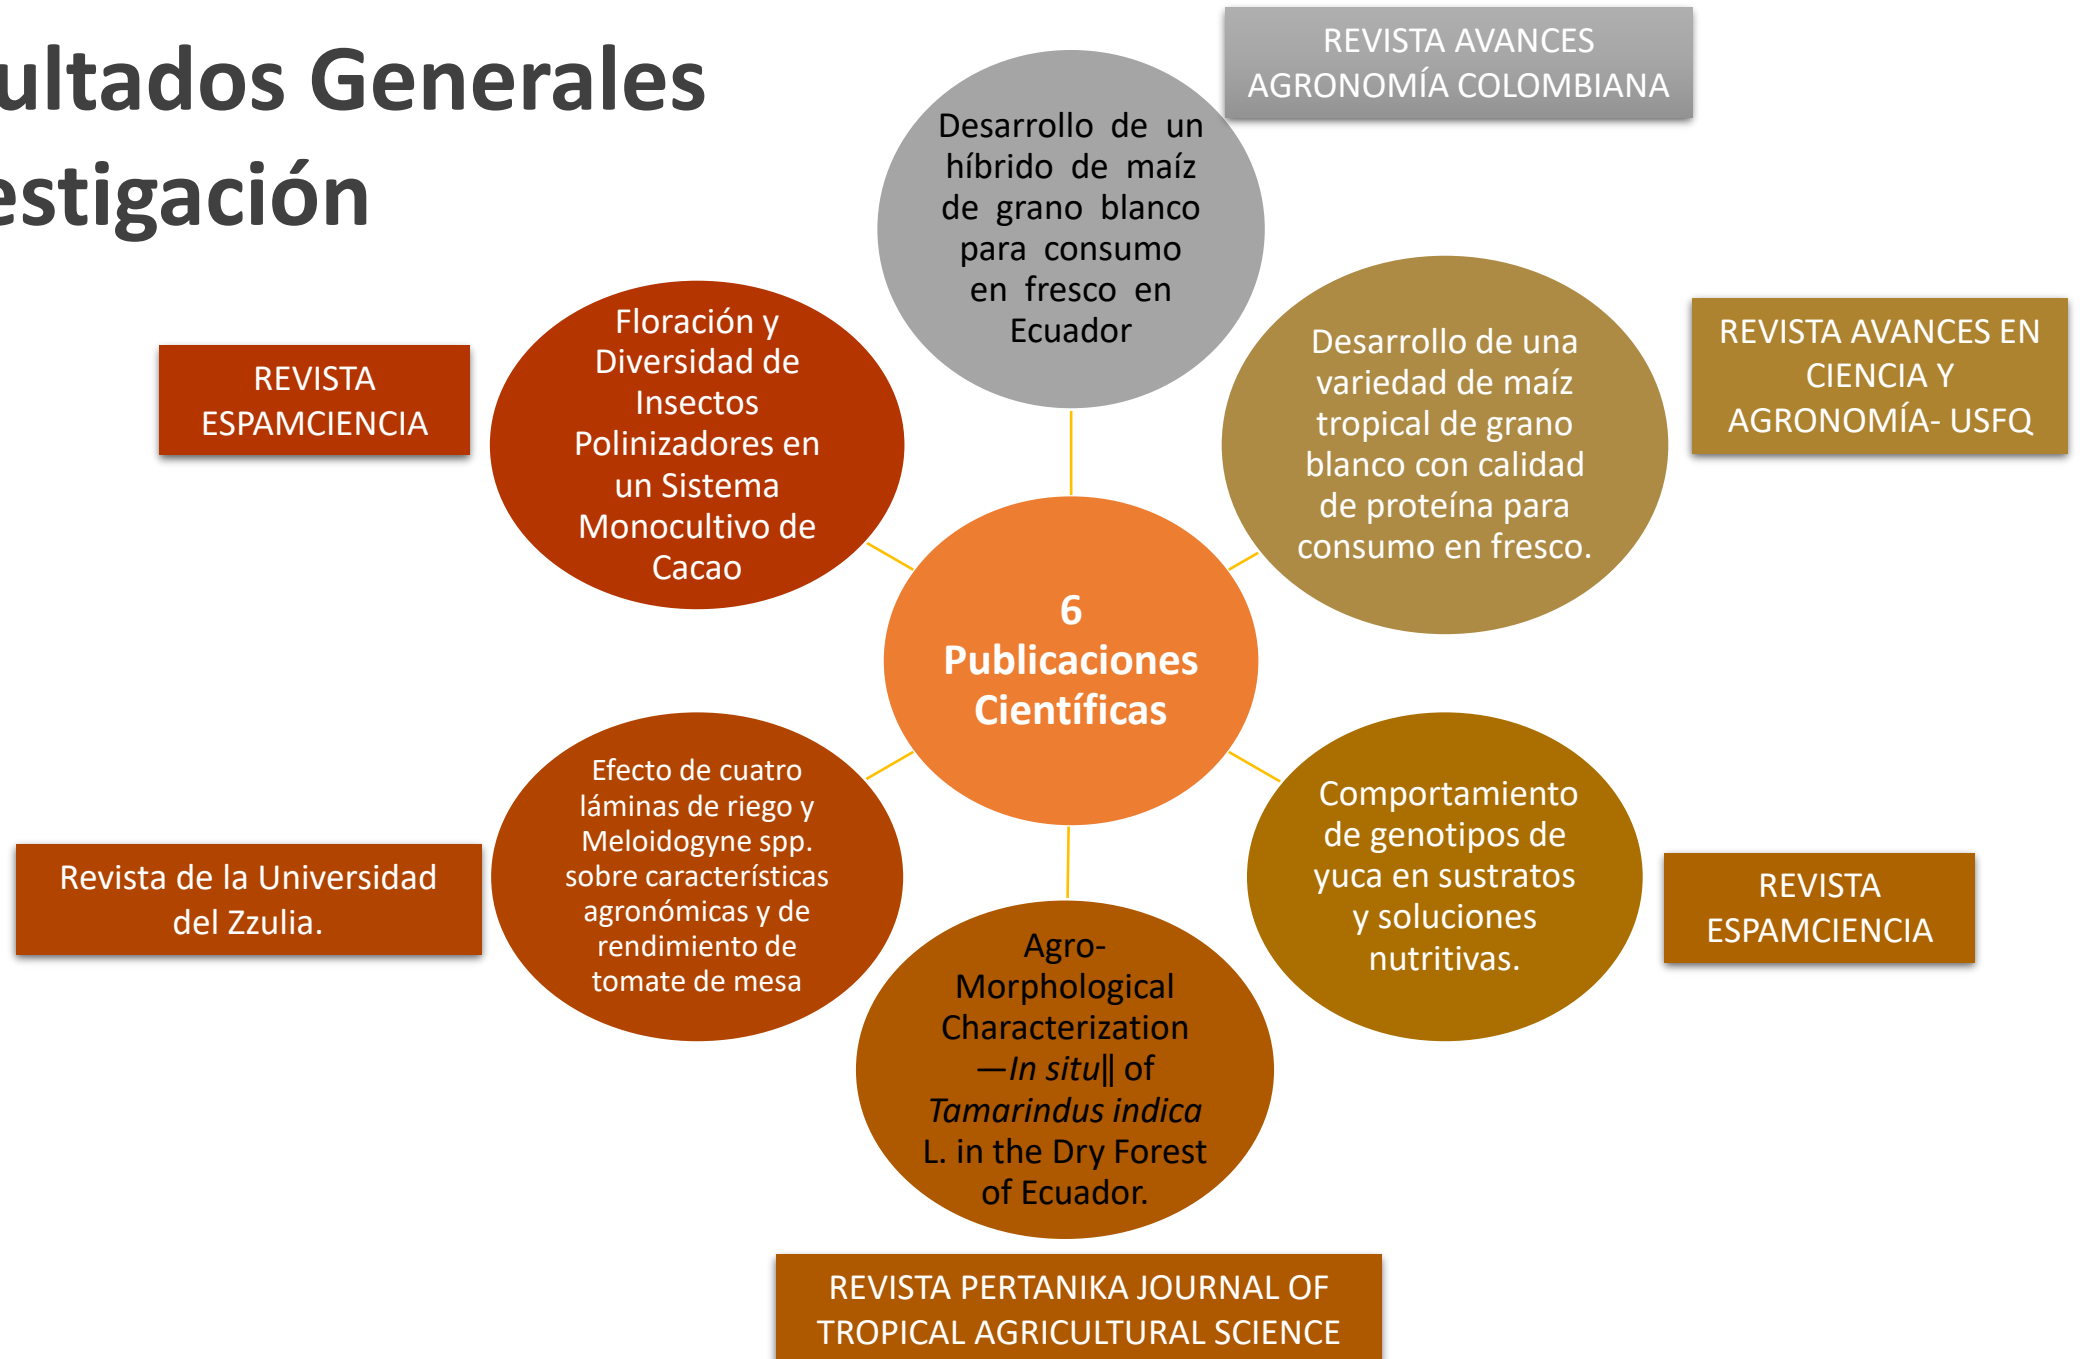 ultados Generales
estigación
REVISTA AVANCES
AGRONOMÍA COLOMBIANA
Desarrollo de un
híbrido de maíz
de grano blanco
para consumo
en fresco en
Ecuador
Desarrollo de una
variedad de maíz
tropical de grano
blanco con calidad
de proteína para
consumo en fresco.
REVISTA AVANCES EN
CIENCIA Y
AGRONOMÍA- USFQ
Floración y
Diversidad de
Insectos
Polinizadores en
un Sistema
Monocultivo de
Cacao
REVISTA
ESPAMCIENCIA
6
Publicaciones
Científicas
Efecto de cuatro
láminas de riego y
Meloidogyne spp.
sobre características
agronómicas y de
rendimiento de
tomate de mesa
Revista de la Universidad
del Zzulia.
Comportamiento
de genotipos de
yuca en sustratos
y soluciones
nutritivas.
REVISTA
ESPAMCIENCIA
Agro-
Morphological
Characterization
―In situ‖ of
Tamarindus indica
L. in the Dry Forest
of Ecuador.
REVISTA PERTANIKA JOURNAL OF
TROPICAL AGRICULTURAL SCIENCE